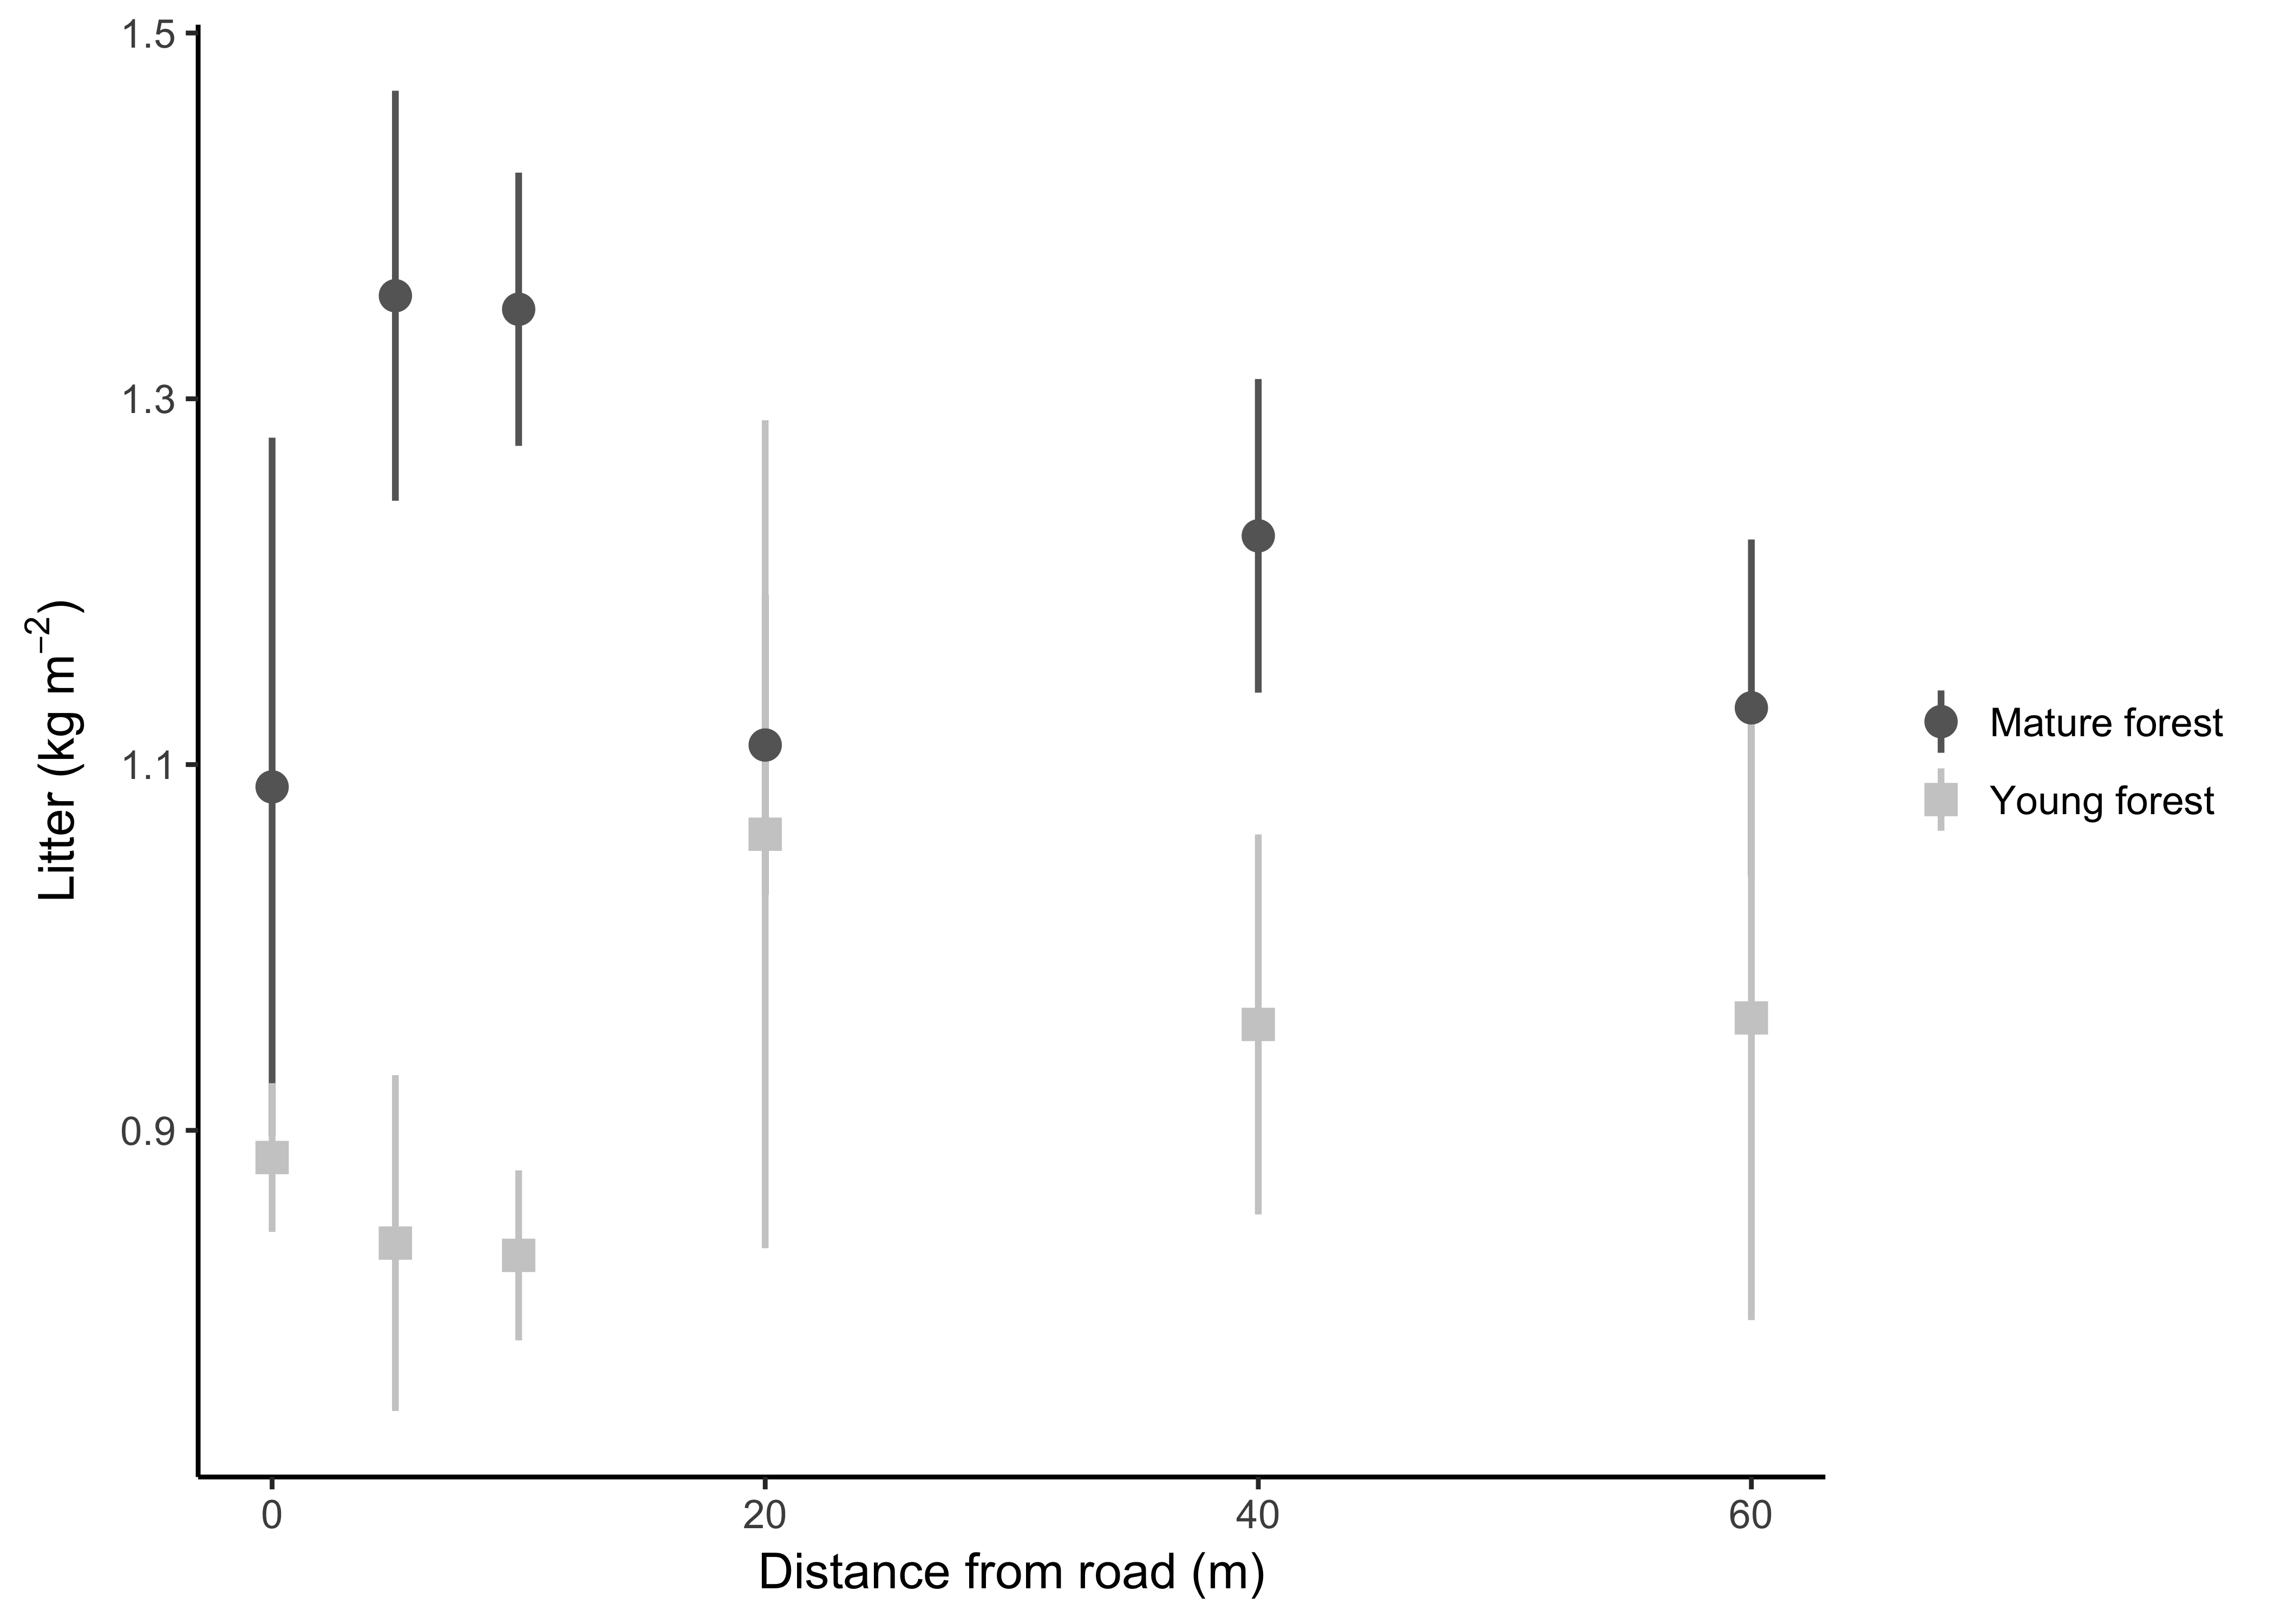 1.5
1.3
1.1
0.9
Litter (kg m⁻²)
0
20
40
60
Distance from road (m)
Mature forest
Young forest